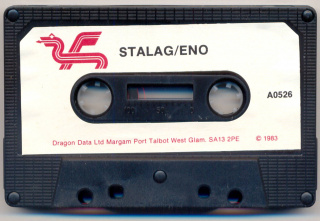 STALAG/ENO
A0526
Dragon Data Ltd Margam Port Talbot West Glam. SA13 2PE © 1983